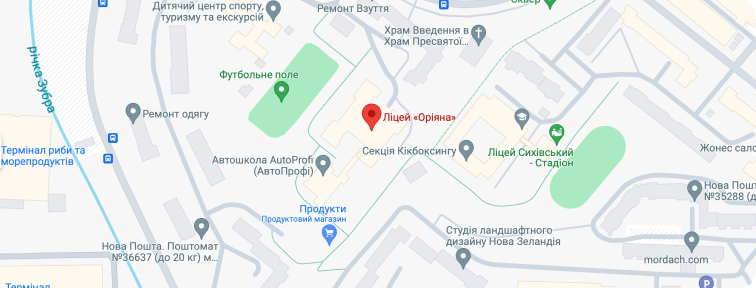 Дитячий центр спорту,
туризму та екскурсій
Ремонт Взуття
Сквер
Храм Введення в
Храм Пресвятої...
річка Зубра
Футбольне поле
Ремонт одягу
Ліцей «Оріяна»
Термінал риби та
морепродуктів
Автошкола AutoProfi
(АвтоПрофі)
Секція Кікбоксингу
Ліцей Сихівський
- Стадіон
Жонес сало
Продукти
Продуктовий магазин
Нова Пошт
№35288 (д
Нова Пошта. Поштомат
№36637 (до 20 кг) м...
Студія ландшафтного
дизайну Нова Зеландія
mordach.com
Термінал
P